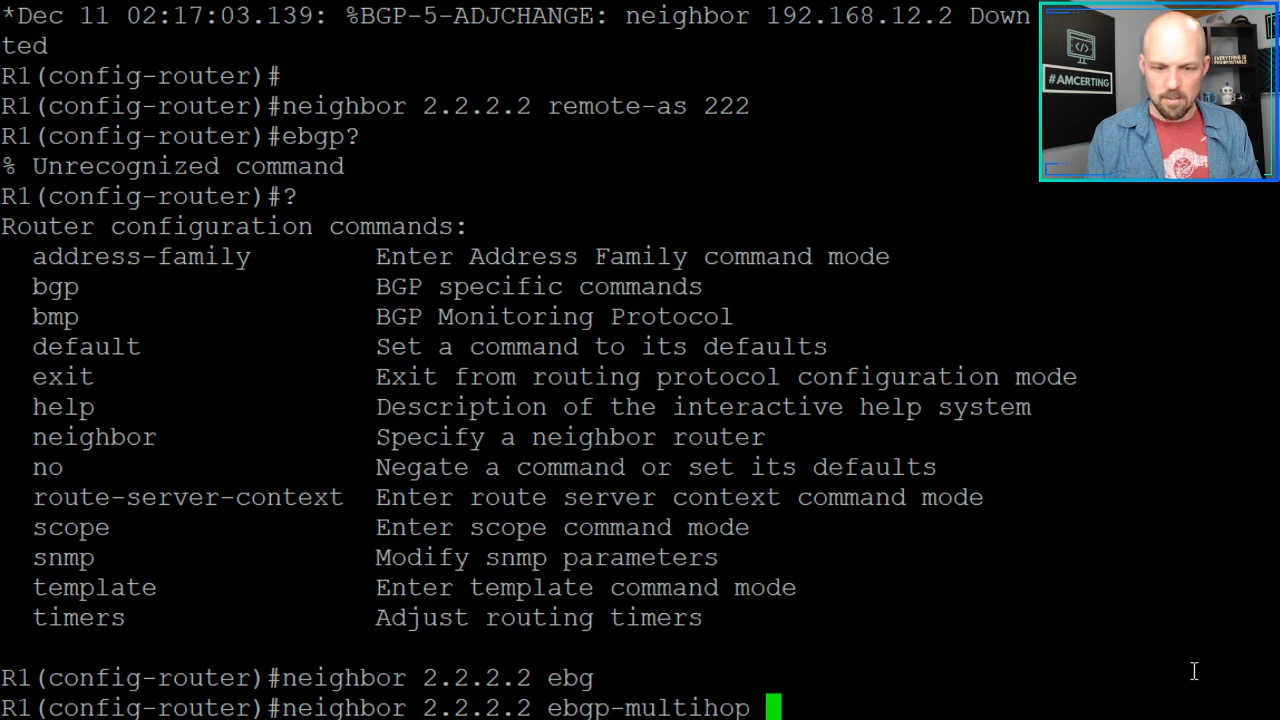 *Dec 11 02:17:03.139: %BGP-5-ADJCHANGE: neighbor 192.168.12.2 Down
ted
R1(config-router)#
R1(config-router)#neighbor 2.2.2.2 remote-as 222
R1(config-router)#ebgp?
% Unrecognized command
R1(config-router)#?
Router configuration commands:
address-family Enter Address Family command mode
bgp BGP specific commands
bmp BGP Monitoring Protocol
default Set a command to its defaults
exit Exit from routing protocol configuration mode
help Description of the interactive help system
neighbor Specify a neighbor router
no Negate a command or set its defaults
route-server-context Enter route server context command mode
scope Enter scope command mode
snmp Modify snmp parameters
template Enter template command mode
timers Adjust routing timers
R1(config-router)#neighbor 2.2.2.2 ebg
R1(config-router)#neighbor 2.2.2.2 ebgp-multihop
</>
#AMCERTING